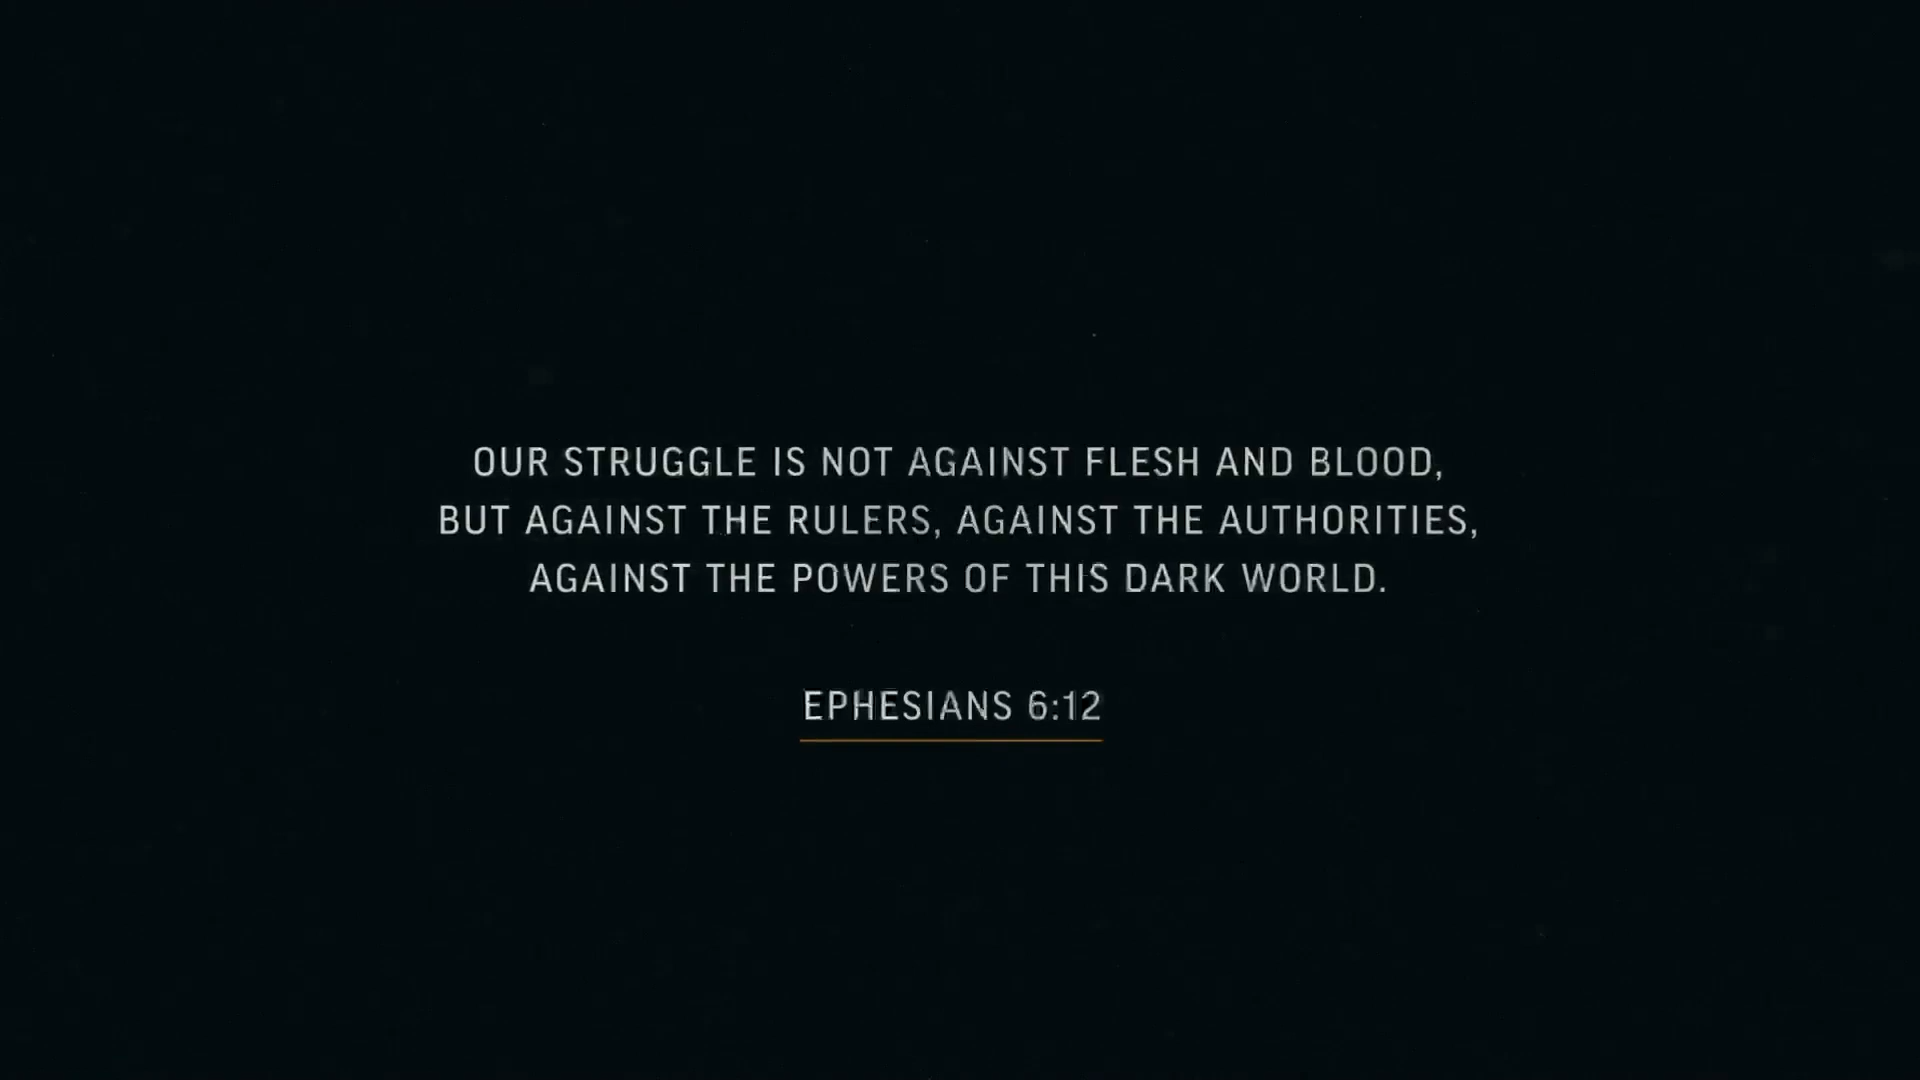 OUR STRUGGLE IS NOT AGAINST FLESH AND BLOOD,
BUT AGAINST THE RULERS, AGAINST THE AUTHORITIES,
AGAINST THE POWERS OF THIS DARK WORLD.
EPHESIANS 6:12